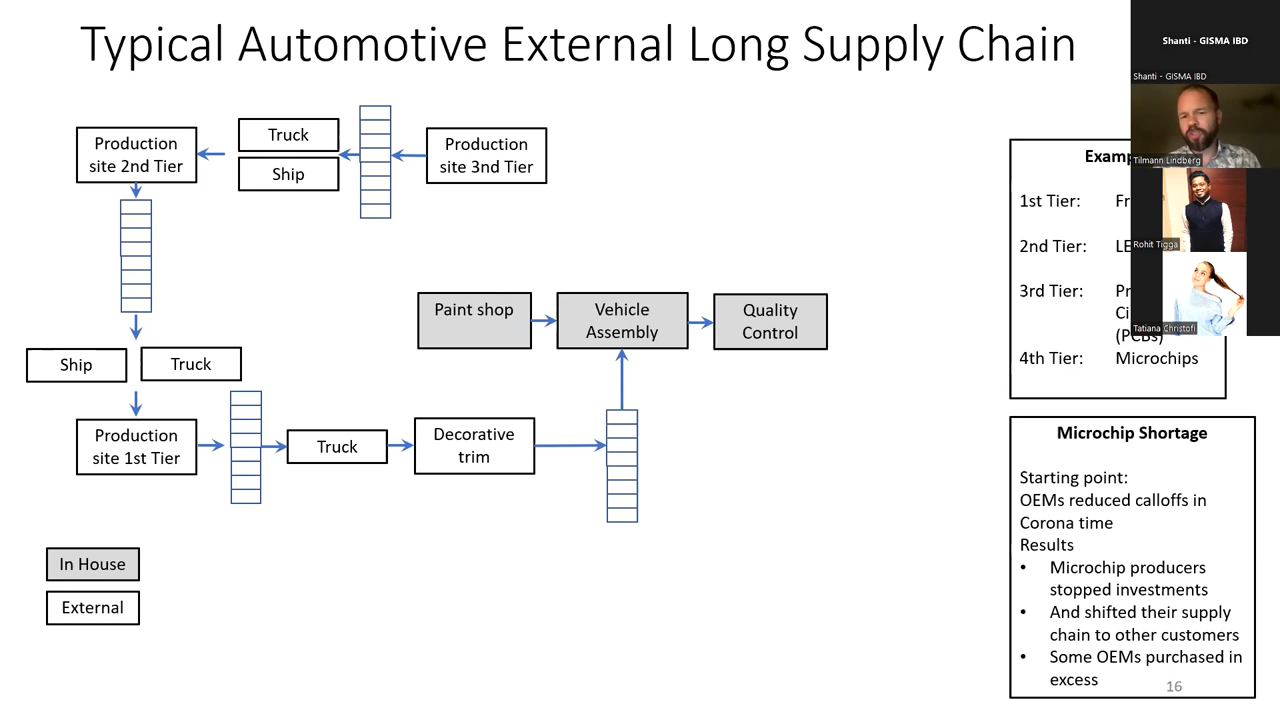 Typical Automotive External Long Supply Chain
Shanti - GISMA IBD
Shanti - GISMA IBD
Tilmann Lindberg
Rohit Tigga
Tatiana Christofi
Production
site 2nd Tier
Truck
Ship
Production
site 3rd Tier
Ship
Truck
Production
site 1st Tier
Truck
Decorative
trim
Paint shop
Vehicle
Assembly
Quality
Control
In House
External
1st Tier:
2nd Tier:
3rd Tier:
(PCBs)
4th Tier: Microchips
Microchip Shortage
Starting point:
OEMs reduced calloffs in
Corona time
Results
• Microchip producers
stopped investments
• And shifted their supply
chain to other customers
• Some OEMs purchased in
excess
16